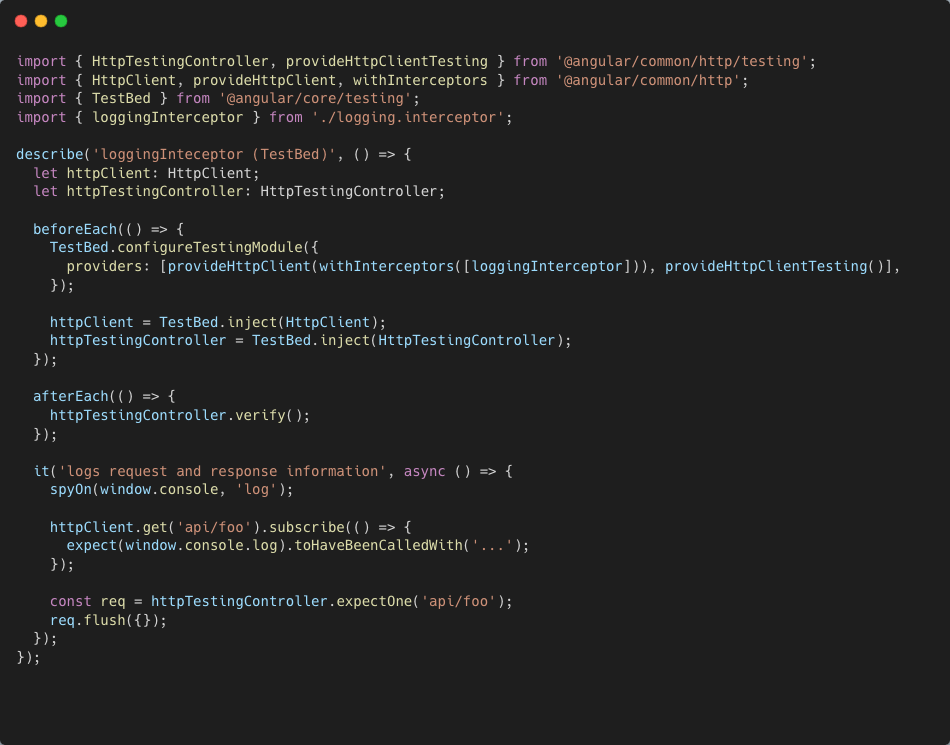 import { HttpTestingController, provideHttpClientTesting } from '@angular/common/http/testing';
import { HttpClient, provideHttpClient, withInterceptors } from '@angular/common/http';
import { TestBed } from '@angular/core/testing';
import { loggingInterceptor } from './logging.interceptor';

describe('loggingInteceptor (TestBed)', () => {
  let httpClient: HttpClient;
  let httpTestingController: HttpTestingController;

  beforeEach(() => {
    TestBed.configureTestingModule({
      providers: [provideHttpClient(withInterceptors([loggingInterceptor])), provideHttpClientTesting()],
    });

    httpClient = TestBed.inject(HttpClient);
    httpTestingController = TestBed.inject(HttpTestingController);
  });

  afterEach(() => {
    httpTestingController.verify();
  });

  it('logs request and response information', async () => {
    spyOn(window.console, 'log');

    httpClient.get('api/foo').subscribe(() => {
      expect(window.console.log).toHaveBeenCalledWith('...');
    });

    const req = httpTestingController.expectOne('api/foo');
    req.flush({});
  });
});